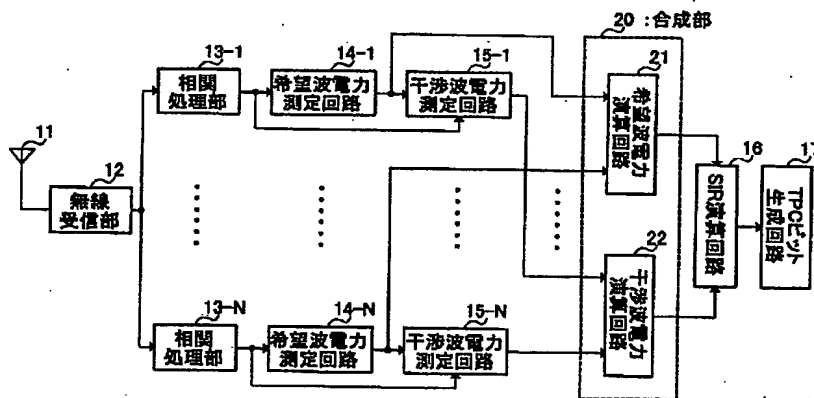 20 :合成部
13-1
相関
処理部
14-1
希望波電力
測定回路
15-1
干渉波電力
測定回路
21
希望波電力
演算回路
11
12
無線
受信部
16
SIR演算回路
17
TPCビット
生成回路
22
干渉波電力
演算回路
13-N
相関
処理部
14-N
希望波電力
測定回路
15-N
干渉波電力
測定回路